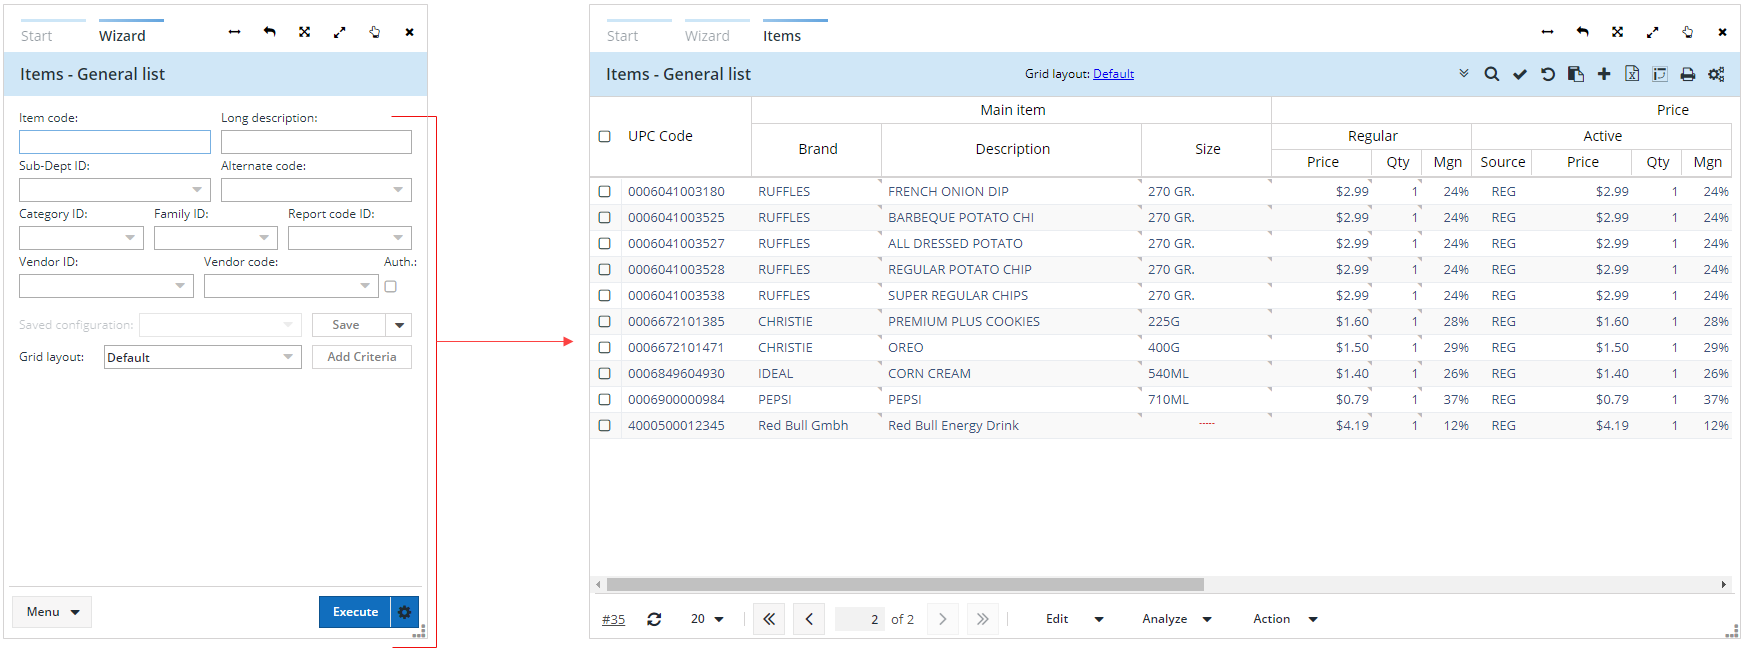 Start Wizard
Items - General list
Item code: Long description:
Sub-Dept ID: Alternate code:
Category ID: Family ID: Report code ID:
Vendor ID: Vendor code: Auth.:
Saved configuration: Save
Grid layout: Default Add Criteria
Menu Execute
Start Wizard Items
Items - General list Grid layout: Default
Main item Price
UPC Code Brand Description Size Regular Active
Price Qty Mgn Source Price Qty Mgn
0006041003180 RUFFLES FRENCH ONION DIP 270 GR. $2.99 1 24% REG $2.99 1 24%
0006041003525 RUFFLES BARBEQUE POTATO CHI 270 GR. $2.99 1 24% REG $2.99 1 24%
0006041003527 RUFFLES ALL DRESSED POTATO 270 GR. $2.99 1 24% REG $2.99 1 24%
0006041003528 RUFFLES REGULAR POTATO CHIP 270 GR. $2.99 1 24% REG $2.99 1 24%
0006041003538 RUFFLES SUPER REGULAR CHIPS 270 GR. $2.99 1 24% REG $2.99 1 24%
0006672101385 CHRISTIE PREMIUM PLUS COOKIES 225G $1.60 1 28% REG $1.60 1 28%
0006672101471 CHRISTIE OREO 400G $1.50 1 29% REG $1.50 1 29%
0006849604930 IDEAL CORN CREAM 540ML $1.40 1 26% REG $1.40 1 26%
0006900000984 PEPSI PEPSI 710ML $0.79 1 37% REG $0.79 1 37%
4000500012345 Red Bull Gmbh Red Bull Energy Drink ----- $4.19 1 12% REG $4.19 1 12%
#35 20 2 of 2 Edit Analyze Action